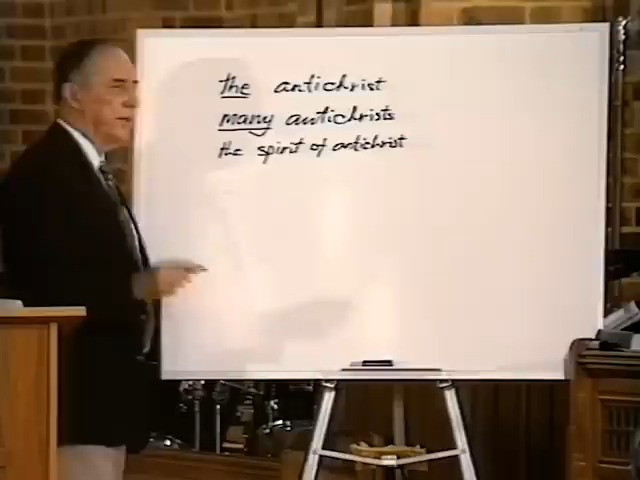 the antichrist
many antichrists
the spirit of antichrist